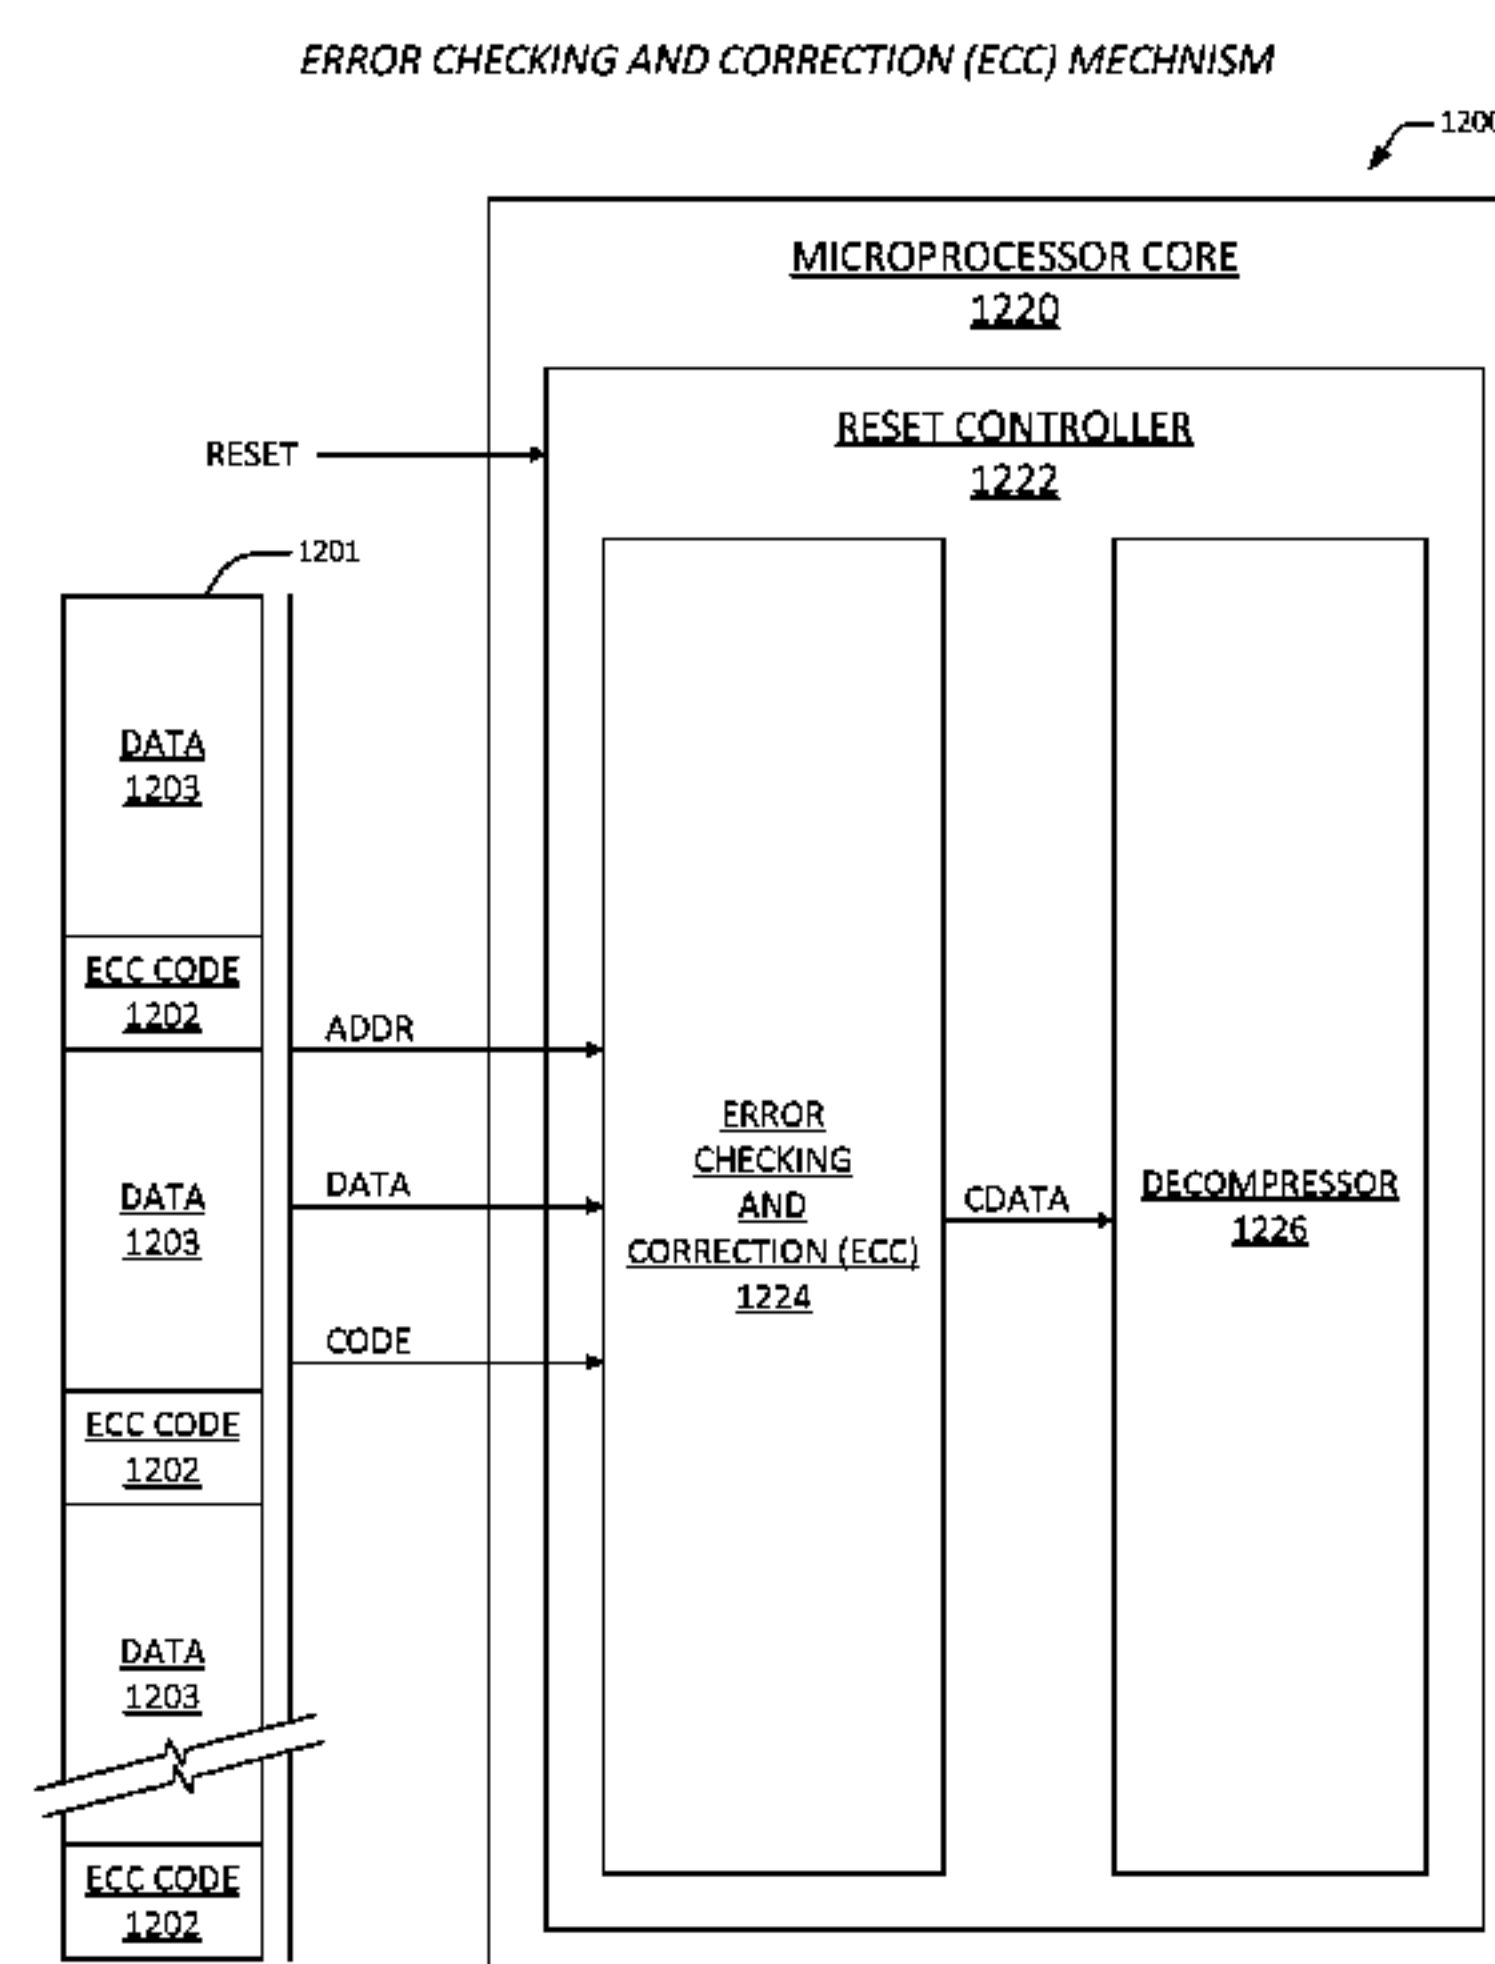 ERROR CHECKING AND CORRECTION (ECC) MECHNISM
1200
MICROPROCESSOR CORE
1220
RESET CONTROLLER
1222
RESET
1201
DATA
1203
ECC CODE
1202
ADDR
DATA
1203
DATA
CODE
ERROR
CHECKING
AND
CORRECTION (ECC)
1224
CDATA
DECOMPRESSOR
1226
ECC CODE
1202
DATA
1203
ECC CODE
1202